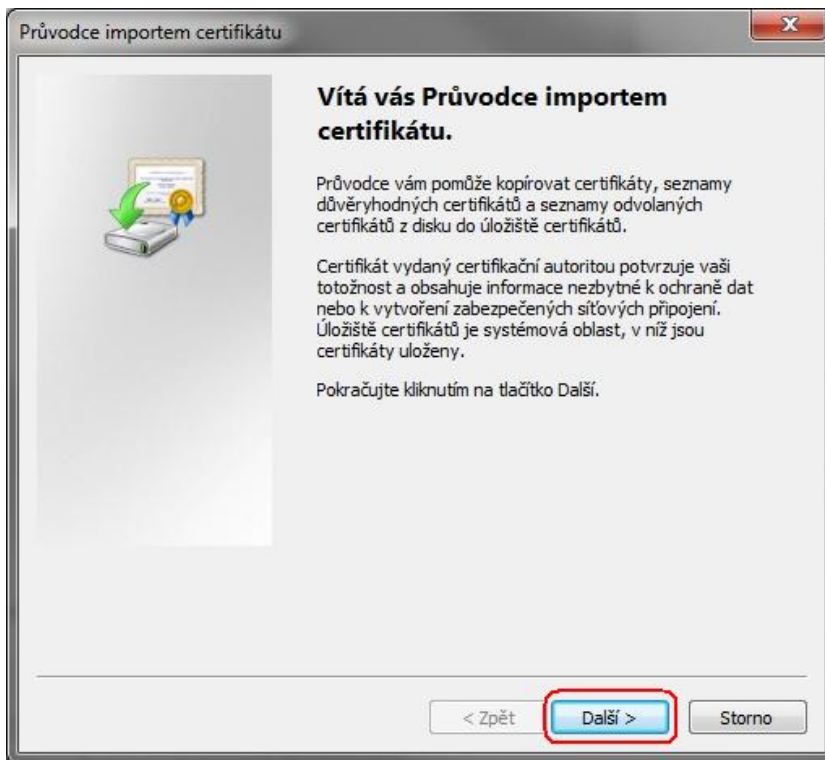 Průvodce importem certifikátu
X
Vítá vás Průvodce importem
certifikátu.
Průvodce vám pomůže kopírovat certifikáty, seznamy
důvěryhodných certifikátů a seznamy odvolaných
certifikátů z disku do úložiště certifikátů.
Certifikát vydaný certifikační autoritou potvrzuje vaši
totožnost a obsahuje informace nezbytné k ochraně dat
nebo k vytvoření zabezpečených síťových připojení.
Úložiště certifikátů je systémová oblast, v níž jsou
certifikáty uloženy.
Pokračujte kliknutím na tlačítko Další.
< Zpět
Další >
Storno